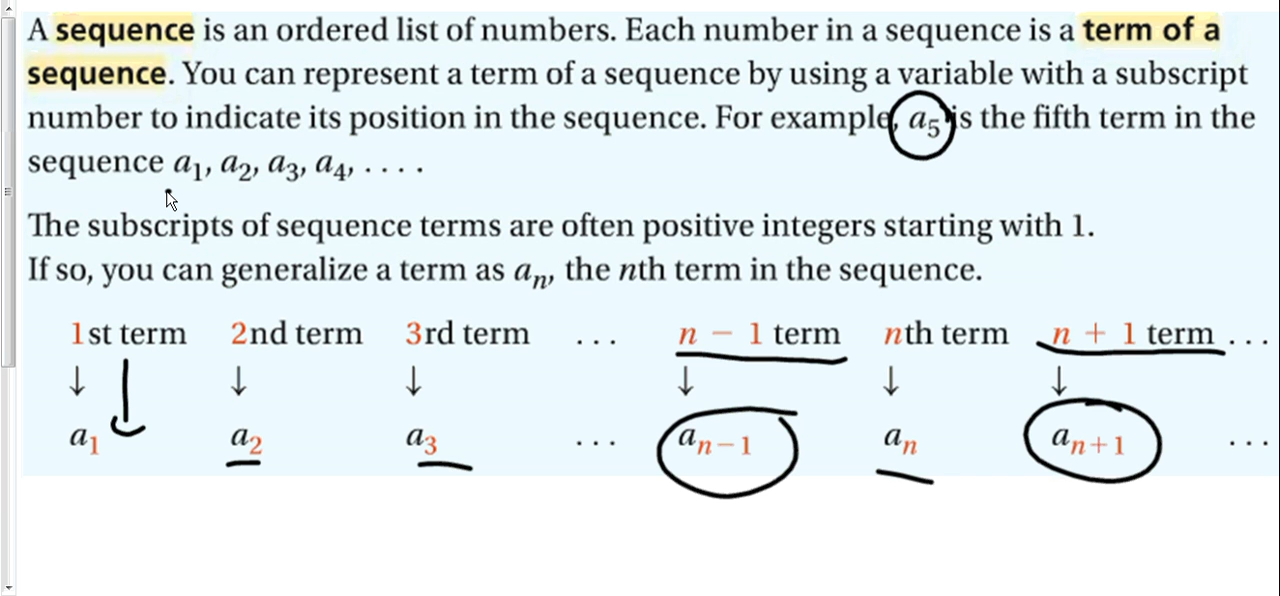 A sequence is an ordered list of numbers. Each number in a sequence is a term of a
sequence. You can represent a term of a sequence by using a variable with a subscript
number to indicate its position in the sequence. For example, a₅ is the fifth term in the
sequence a₁, a₂, a₃, a₄, . . . .
The subscripts of sequence terms are often positive integers starting with 1.
If so, you can generalize a term as aₙ, the nth term in the sequence.
1st term 2nd term 3rd term . . . n − 1 term nth term n + 1 term . . .
↓ ↓ ↓ ↓ ↓ ↓
a₁ a₂ a₃ . . . aₙ₋₁ aₙ aₙ₊₁ . . .